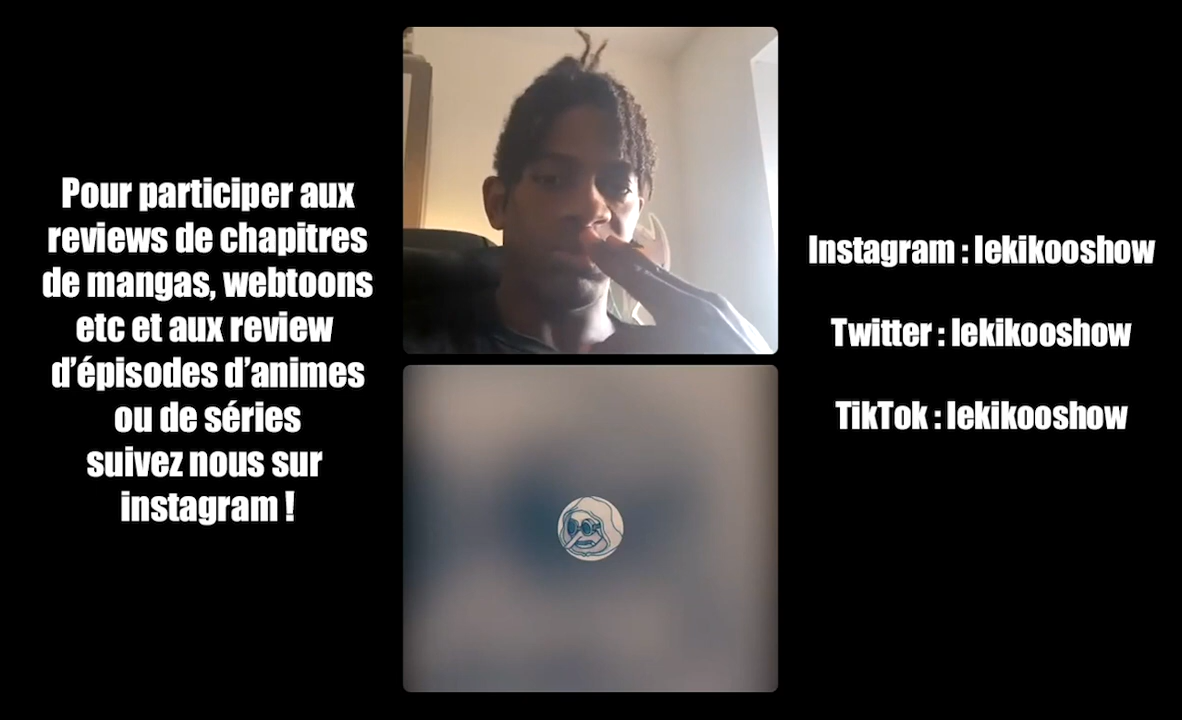 Pour participer aux
reviews de chapitres
de mangas, webtoons
etc et aux review
d’épisodes d’animes
ou de séries
suivez nous sur
instagram !
Instagram : lekikooshow
Twitter : lekikooshow
TikTok : lekikooshow